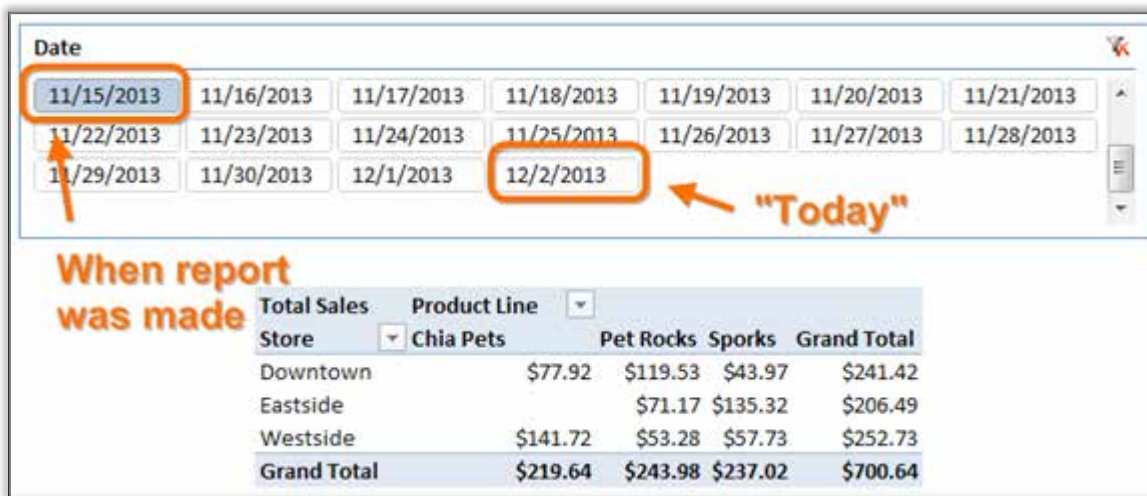 Date
11/15/2013 11/16/2013 11/17/2013 11/18/2013 11/19/2013 11/20/2013 11/21/2013
11/22/2013 11/23/2013 11/24/2013 11/25/2013 11/26/2013 11/27/2013 11/28/2013
11/29/2013 11/30/2013 12/1/2013 12/2/2013
"Today"
When report
was made
Total Sales Product Line
Store Chia Pets Pet Rocks Sporks Grand Total
Downtown $77.92 $119.53 $43.97 $241.42
Eastside $71.17 $135.32 $206.49
Westside $141.72 $53.28 $57.73 $252.73
Grand Total $219.64 $243.98 $237.02 $700.64